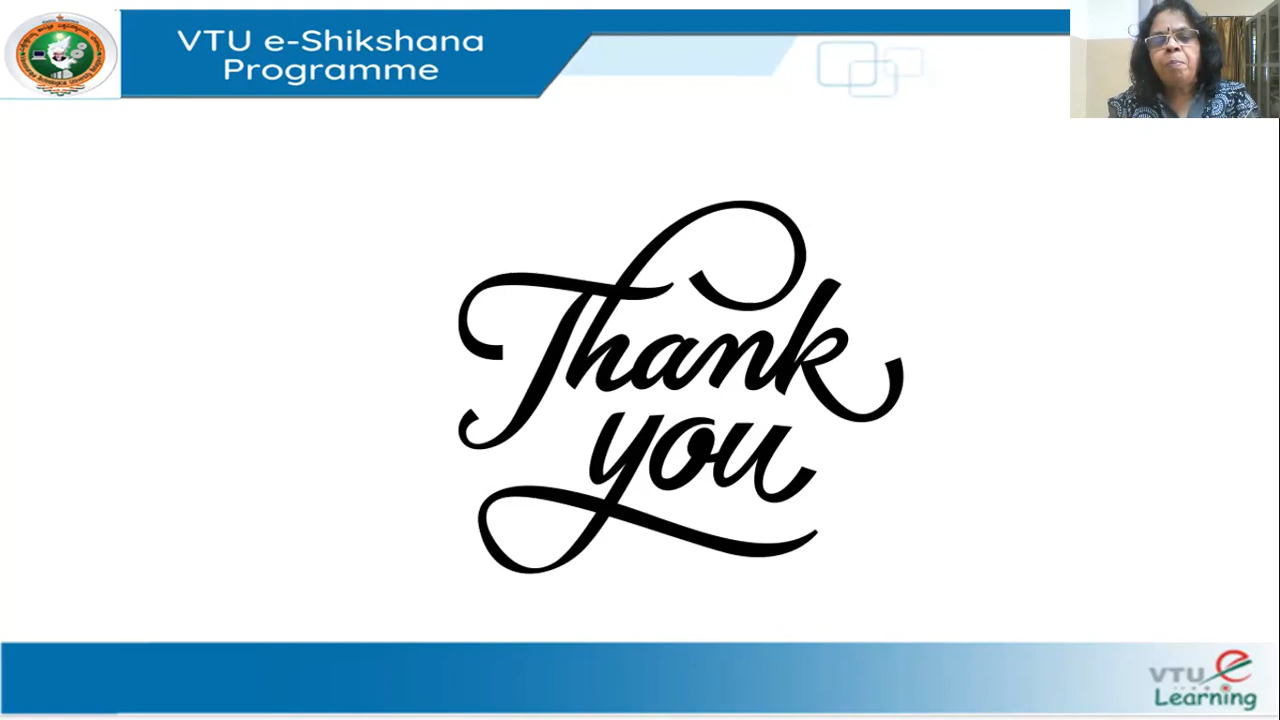 VTU e-Shikshana
Programme
Thank
you
VTU e
Learning